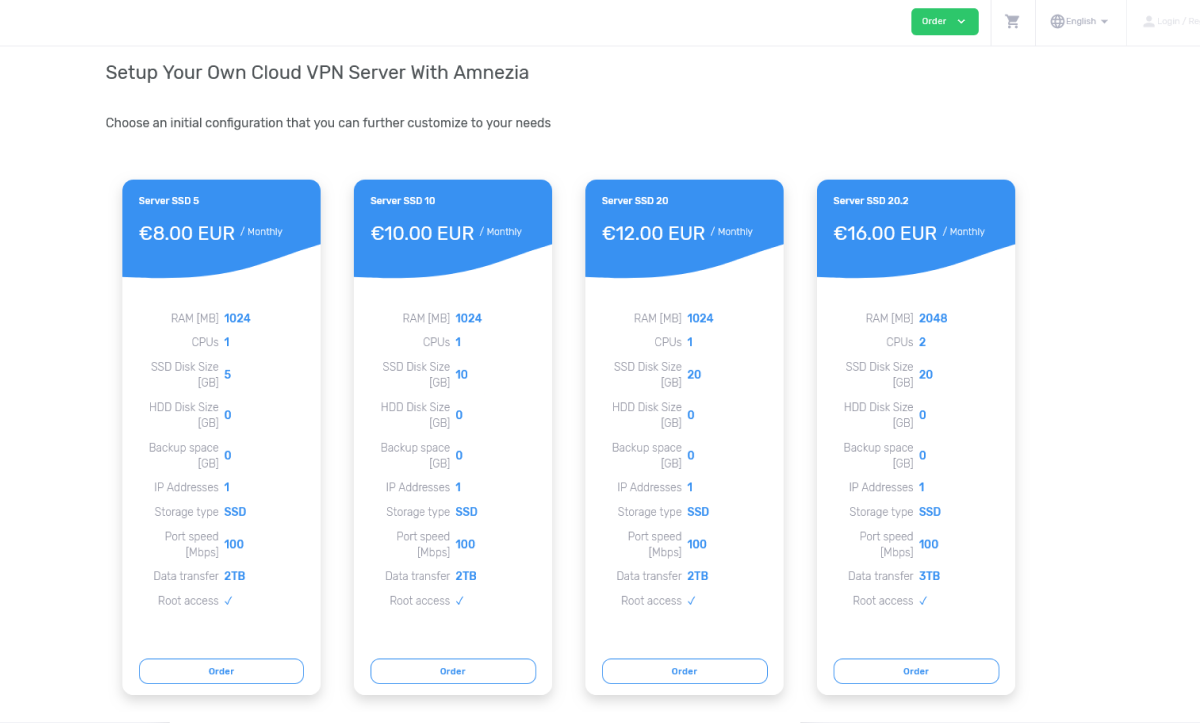 Order
English
Login /
Setup Your Own Cloud VPN Server With Amnezia
Choose an initial configuration that you can further customize to your needs
Server SSD 5
€8.00 EUR / Monthly
RAM [MB] 1024
CPUs 1
SSD Disk Size
[GB] 5
HDD Disk Size
[GB] 0
Backup space
[GB] 0
IP Addresses 1
Storage type SSD
Port speed
[Mbps] 100
Data transfer 2TB
Root access ✓
Order
Server SSD 10
€10.00 EUR / Monthly
RAM [MB] 1024
CPUs 1
SSD Disk Size
[GB] 10
HDD Disk Size
[GB] 0
Backup space
[GB] 0
IP Addresses 1
Storage type SSD
Port speed
[Mbps] 100
Data transfer 2TB
Root access ✓
Order
Server SSD 20
€12.00 EUR / Monthly
RAM [MB] 1024
CPUs 1
SSD Disk Size
[GB] 20
HDD Disk Size
[GB] 0
Backup space
[GB] 0
IP Addresses 1
Storage type SSD
Port speed
[Mbps] 100
Data transfer 2TB
Root access ✓
Order
Server SSD 20.2
€16.00 EUR / Monthly
RAM [MB] 2048
CPUs 2
SSD Disk Size
[GB] 20
HDD Disk Size
[GB] 0
Backup space
[GB] 0
IP Addresses 1
Storage type SSD
Port speed
[Mbps] 100
Data transfer 3TB
Root access ✓
Order